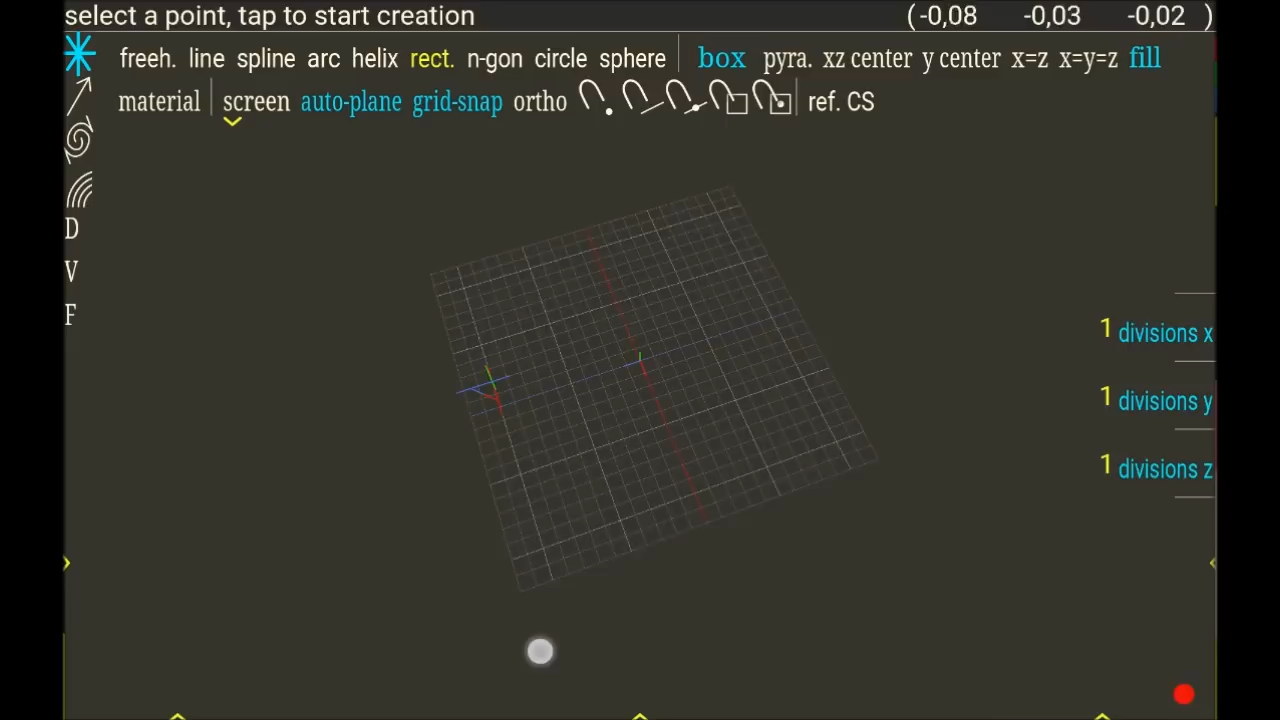 select a point, tap to start creation (-0,08 -0,03 -0,02 )
freeh. line spline arc helix rect. n-gon circle sphere box pyra. xz center y center x=z x=y=z fill
material screen auto-plane grid-snap ortho ref. CS
D
V
F
1 divisions x
1 divisions y
1 divisions z